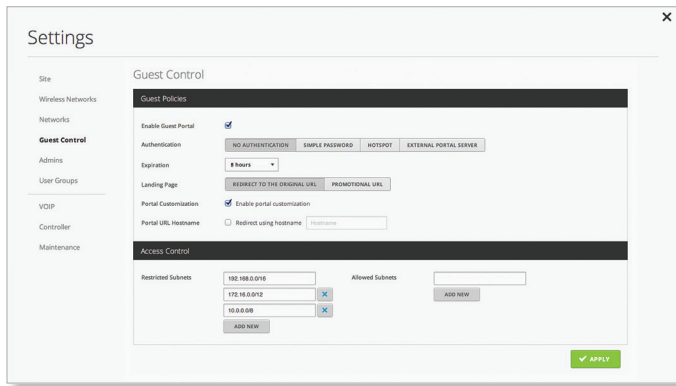 Settings
Site
Wireless Networks
Networks
Guest Control
Admins
User Groups
VOIP
Controller
Maintenance
Guest Control
Guest Policies
Enable Guest Portal
Authentication NO AUTHENTICATION SIMPLE PASSWORD HOTSPOT EXTERNAL PORTAL SERVER
Expiration 8 hours
Landing Page REDIRECT TO THE ORIGINAL URL PROMOTIONAL URL
Portal Customization Enable portal customization
Portal URL Hostname Redirect using hostname Hostname
Access Control
Restricted Subnets 192.168.0.0/16 Allowed Subnets
172.16.0.0/12 ADD NEW
10.0.0.0/8
ADD NEW
APPLY